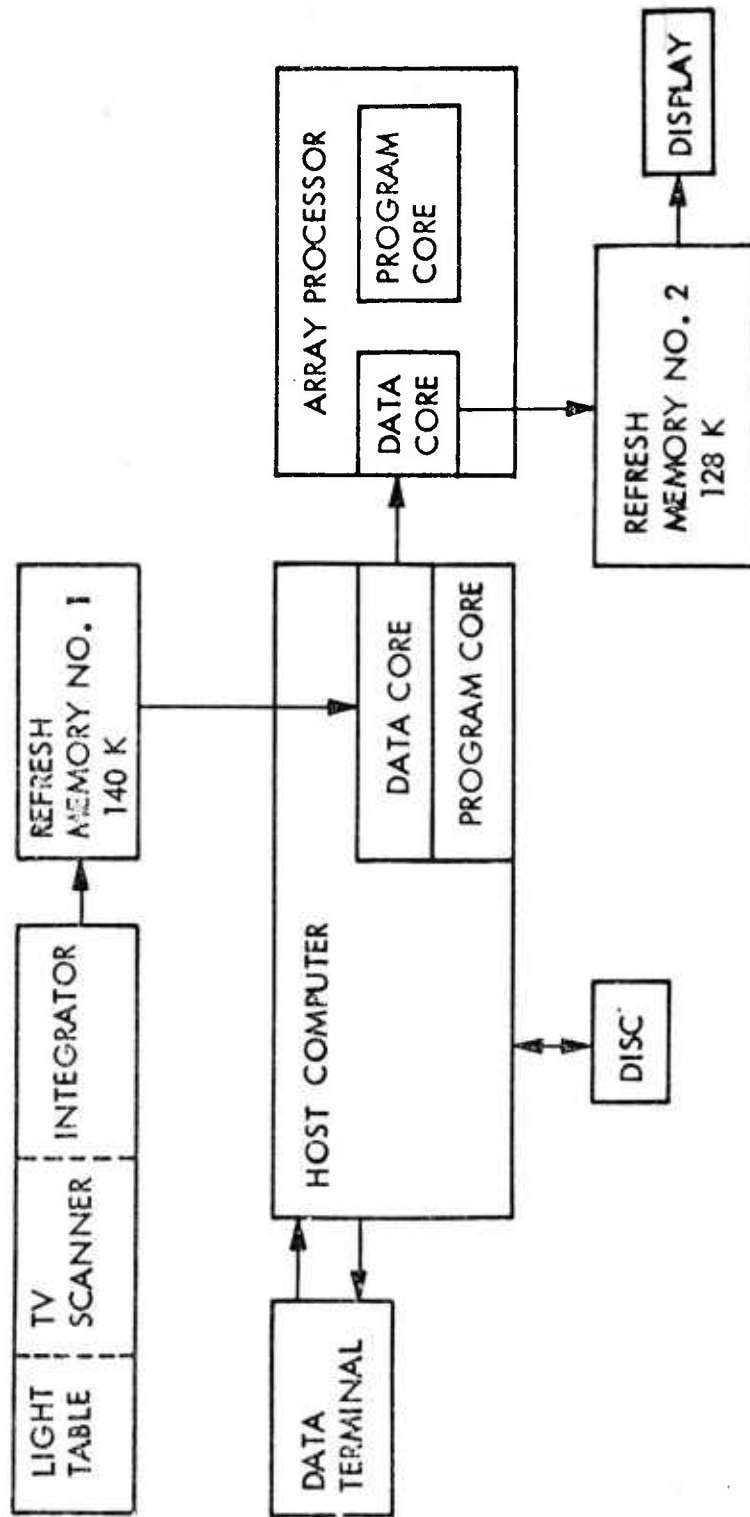 LIGHT
TABLE
TV
SCANNER
INTEGRATOR
REFRESH
MEMORY NO. 1
140 K
DATA
TERMINAL
HOST COMPUTER
DATA CORE
PROGRAM CORE
DISC
ARRAY PROCESSOR
DATA
CORE
PROGRAM
CORE
REFRESH
MEMORY NO. 2
128 K
DISPLAY